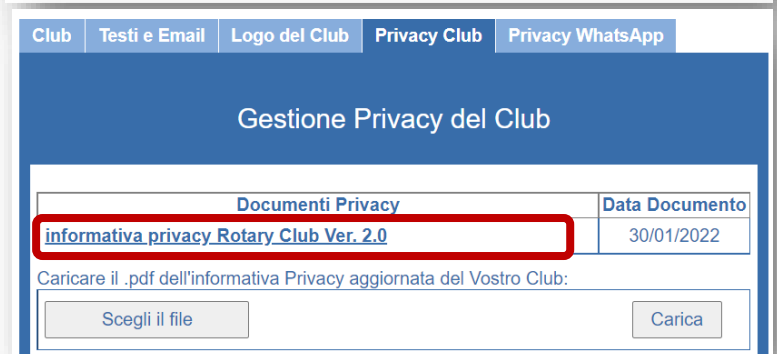 Club Testi e Email Logo del Club Privacy Club Privacy WhatsApp
Gestione Privacy del Club
Documenti Privacy Data Documento
informativa privacy Rotary Club Ver. 2.0 30/01/2022
Caricare il .pdf dell'informativa Privacy aggiornata del Vostro Club:
Scegli il file Carica